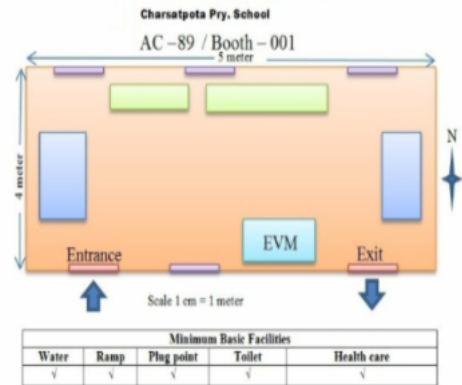 Charsatpota Pry. School
AC –89 / Booth – 001
5 meter
4 meter
N
EVM
Entrance
Exit
Scale 1 cm = 1 meter
Minimum Basic Facilities
Water Ramp Plug point Toilet Health care
√ √ √ √ √